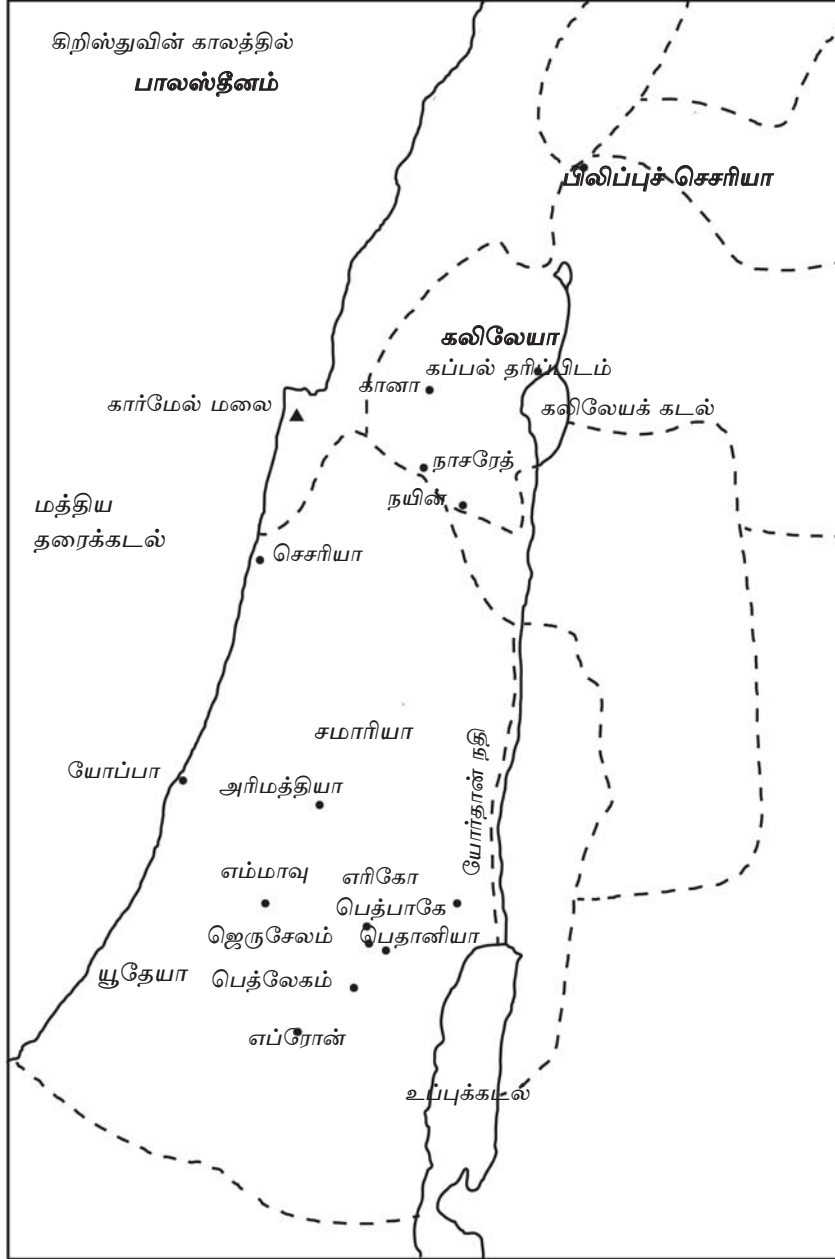 கிறிஸ்துவின் காலத்தில்
பாலஸ்தீனம்
பிலிப்புச் செசரியா
கலிலேயா
கப்பல் தரிப்பிடம்
கானா
கார்மேல் மலை
கலிலேயக் கடல்
நாசரேத்
நயின்
மத்திய
தரைக்கடல்
செசரியா
சமாரியா
யோர்தான் நதி
யோப்பா
அரிமத்தியா
எம்மாவு
எரிகோ
பெத்பாகே
ஜெருசேலம்
பெதானியா
யூதேயா
பெத்லேகம்
எப்ரோன்
உப்புக்கடல்